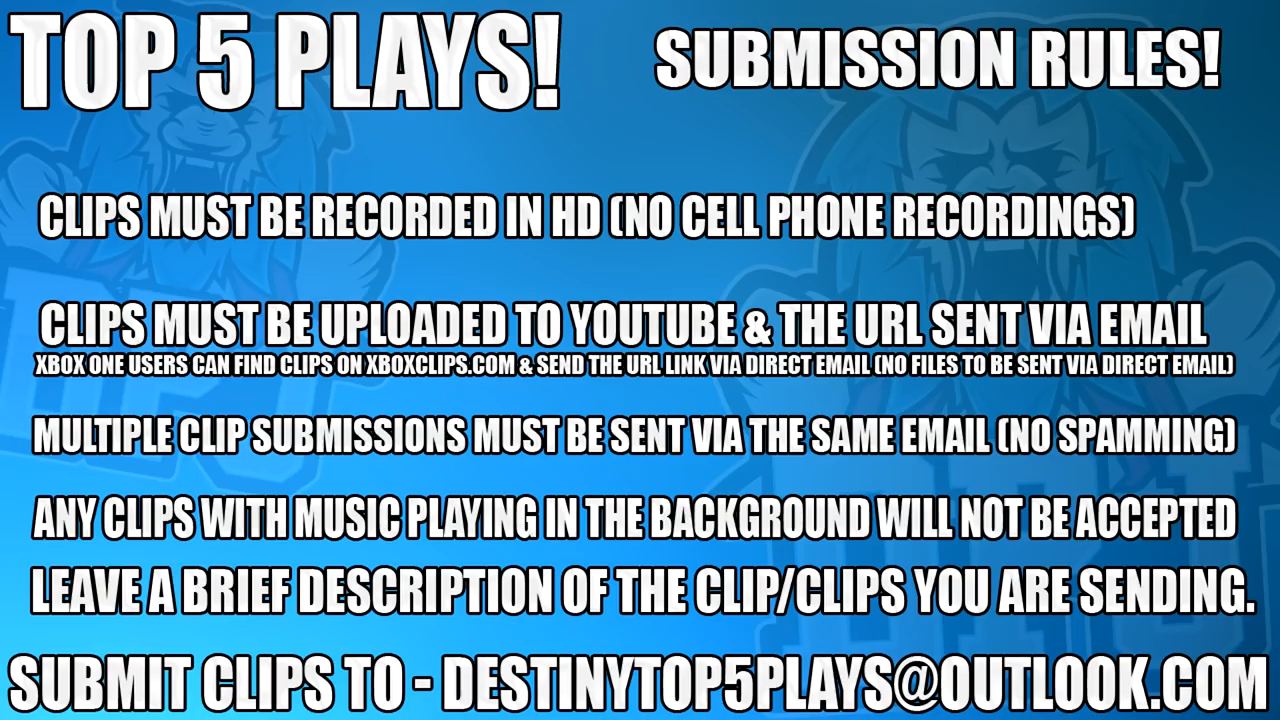 TOP 5 PLAYS!
SUBMISSION RULES!
CLIPS MUST BE RECORDED IN HD (NO CELL PHONE RECORDINGS)
CLIPS MUST BE UPLOADED TO YOUTUBE & THE URL SENT VIA EMAIL
XBOX ONE USERS CAN FIND CLIPS ON XBOXCLIPS.COM & SEND THE URL LINK VIA DIRECT EMAIL (NO FILES TO BE SENT VIA DIRECT EMAIL)
MULTIPLE CLIP SUBMISSIONS MUST BE SENT VIA THE SAME EMAIL (NO SPAMMING)
ANY CLIPS WITH MUSIC PLAYING IN THE BACKGROUND WILL NOT BE ACCEPTED
LEAVE A BRIEF DESCRIPTION OF THE CLIP/CLIPS YOU ARE SENDING.
SUBMIT CLIPS TO - DESTINYTOP5PLAYS@OUTLOOK.COM